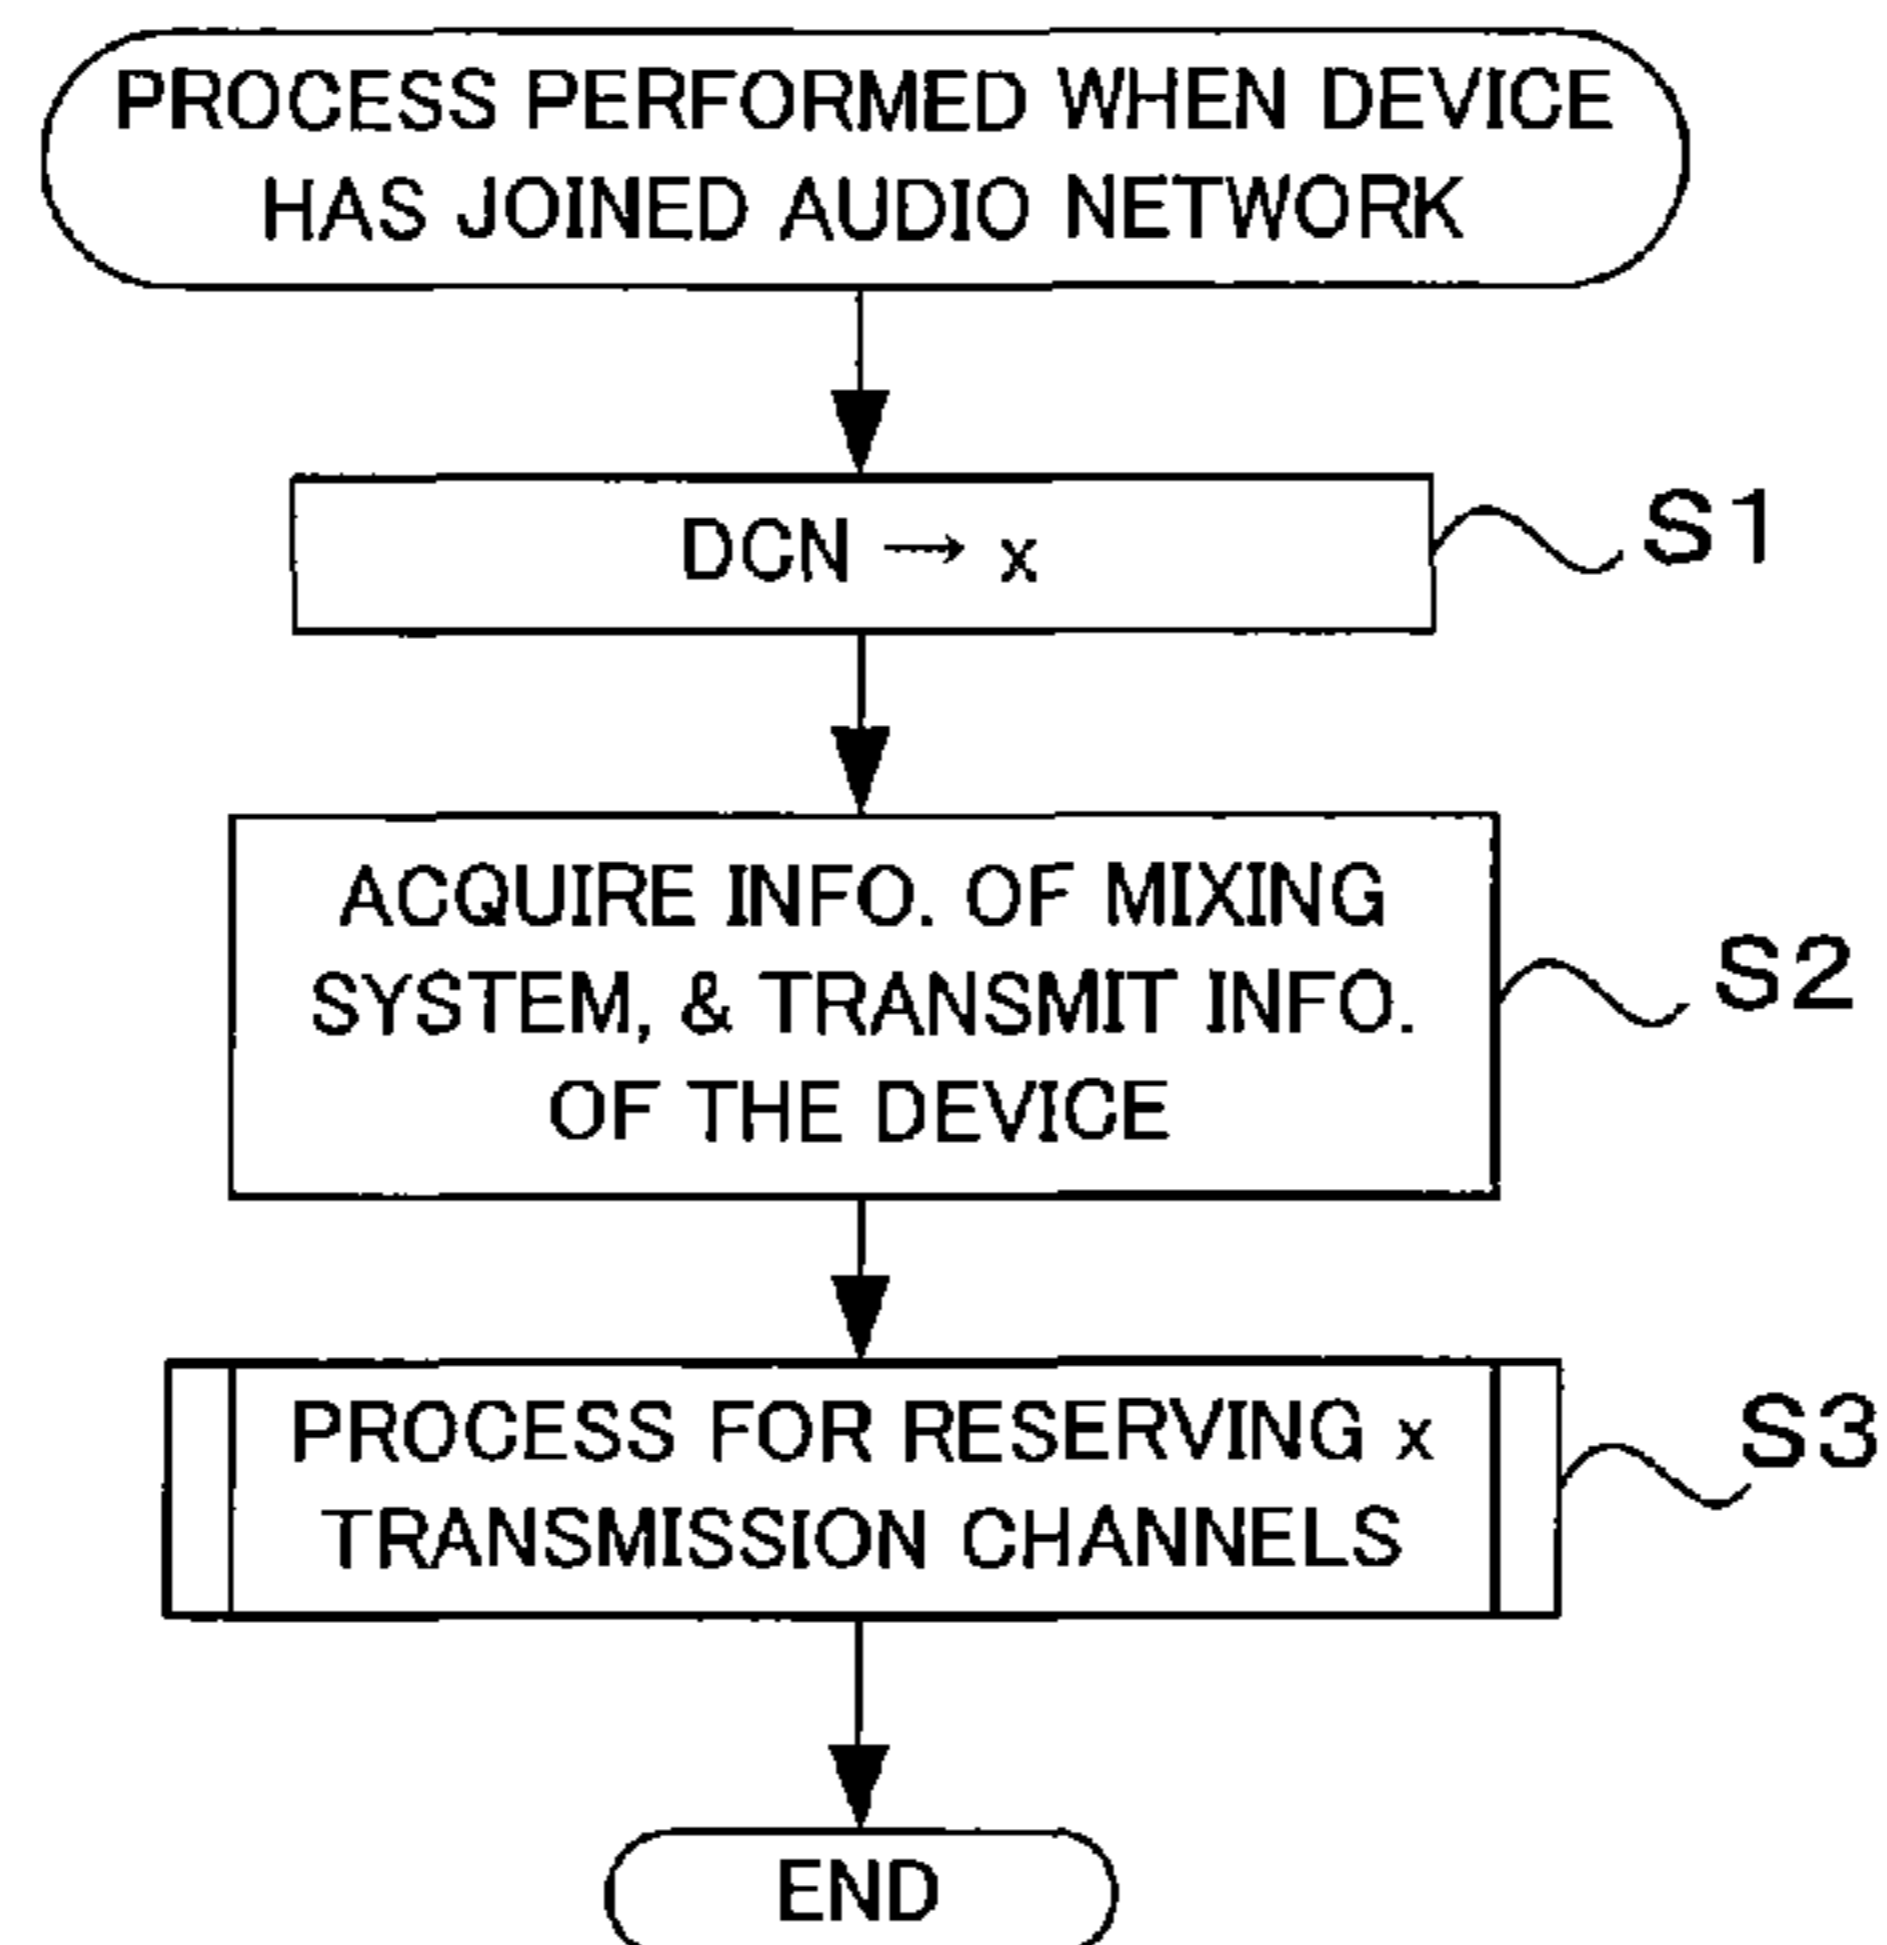 PROCESS PERFORMED WHEN DEVICE
HAS JOINED AUDIO NETWORK
DCN → x
S1
ACQUIRE INFO. OF MIXING
SYSTEM, & TRANSMIT INFO.
OF THE DEVICE
S2
PROCESS FOR RESERVING x
TRANSMISSION CHANNELS
S3
END